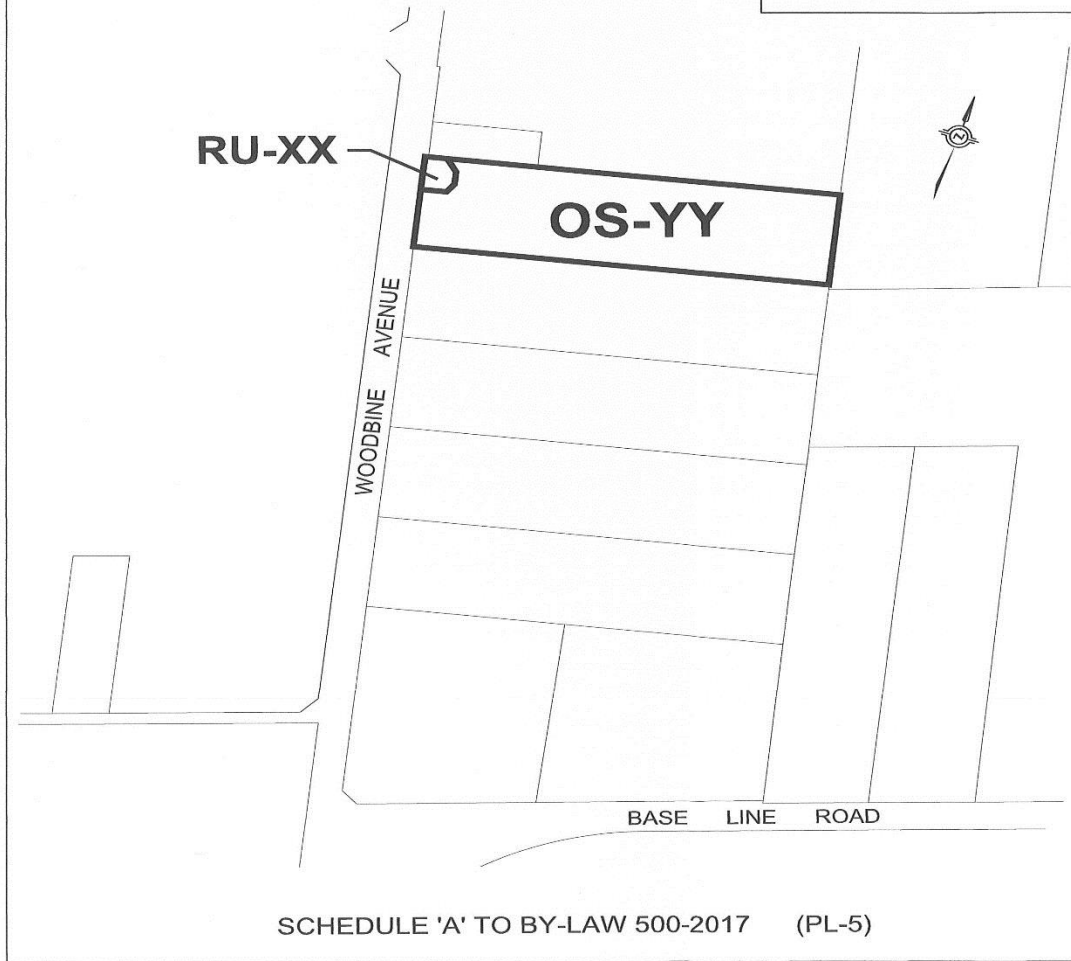 RU-XX
N
OS-YY
WOODBINE AVENUE
BASE LINE ROAD
SCHEDULE 'A' TO BY-LAW 500-2017 (PL-5)